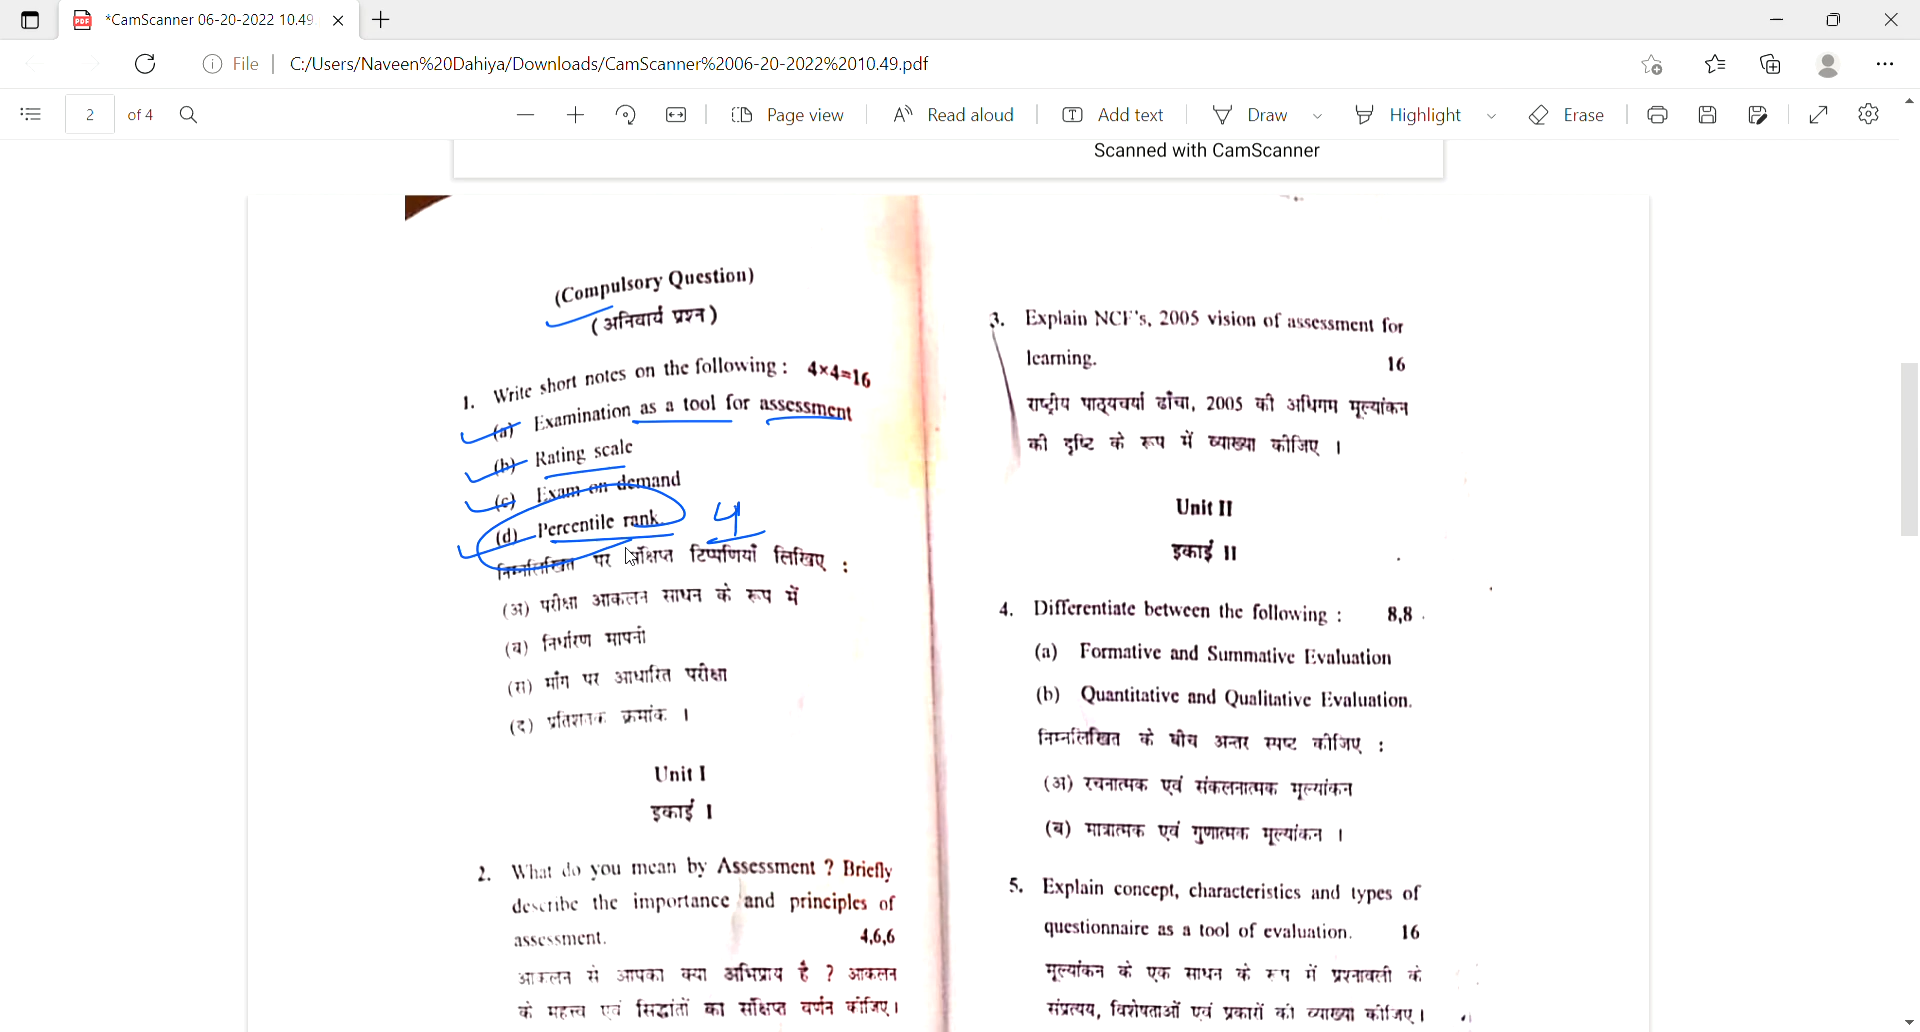 *CamScanner 06-20-2022 10.49
File
C:/Users/Naveen%20Dahiya/Downloads/CamScanner%2006-20-2022%2010.49.pdf
2 of 4
Page view
Read aloud
Add text
Draw
Highlight
Erase
Scanned with CamScanner
(Compulsory Question)
(अनिवार्य प्रश्न)
1. Write short notes on the following : 4×4=16
(a) Examination as a tool for assessment
(b) Rating scale
(c) Exam on demand
(d) Percentile rank.
4
निम्नलिखित पर संक्षिप्त टिप्पणियाँ लिखिए :
(अ) परीक्षा आकलन साधन के रूप में
(ब) निर्धारण मापनी
(स) माँग पर आधारित परीक्षा
(द) प्रतिशतक क्रमांक ।
Unit I
इकाई I
2. What do you mean by Assessment ? Briefly
describe the importance and principles of
assessment. 4,6,6
आकलन से आपका क्या अभिप्राय है ? आकलन
के महत्त्व एवं सिद्धांतों का संक्षिप्त वर्णन कीजिए।
3. Explain NCF's, 2005 vision of assessment for
learning. 16
राष्ट्रीय पाठ्यचर्या ढाँचा, 2005 की अधिगम मूल्यांकन
की दृष्टि के रूप में व्याख्या कीजिए ।
Unit II
इकाई II
4. Differentiate between the following : 8,8
(a) Formative and Summative Evaluation
(b) Quantitative and Qualitative Evaluation.
निम्नलिखित के बीच अन्तर स्पष्ट कीजिए :
(अ) रचनात्मक एवं संकलनात्मक मूल्यांकन
(ब) मात्रात्मक एवं गुणात्मक मूल्यांकन ।
5. Explain concept, characteristics and types of
questionnaire as a tool of evaluation. 16
मूल्यांकन के एक साधन के रूप में प्रश्नावली के
संप्रत्यय, विशेषताओं एवं प्रकारों की व्याख्या कीजिए।